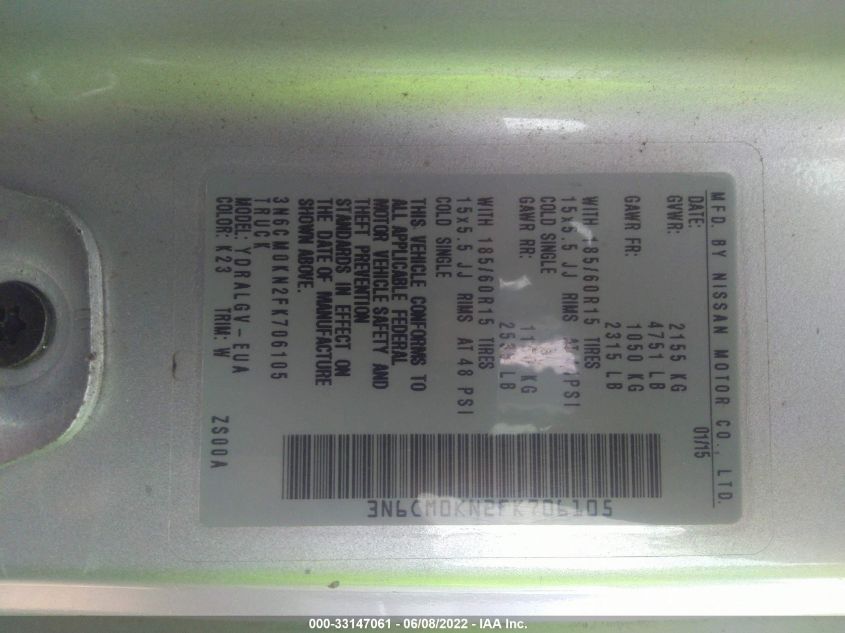 MFD. BY NISSAN MOTOR CO., LTD.
DATE: 01/15
GVWR: 2155 KG
4751 LB
GAWR FR: 1050 KG
2315 LB
WITH 185/60R15 TIRES
15X5.5 JJ RIMS AT PSI
COLD SINGLE
GAWR RR: KG
LB
WITH 185/60R15 TIRES
15X5.5 JJ RIMS AT 48 PSI
COLD SINGLE
THIS VEHICLE CONFORMS TO
ALL APPLICABLE FEDERAL
MOTOR VEHICLE SAFETY AND
THEFT PREVENTION
STANDARDS IN EFFECT ON
THE DATE OF MANUFACTURE
SHOWN ABOVE.
3N6CM0KN2FK706105
TRUCK
MODEL: YDRALGV-EUA
COLOR: K23 TRIM: W ZS00A
3N6CM0KN2FK706105
000-33147061 - 06/08/2022 - IAA Inc.